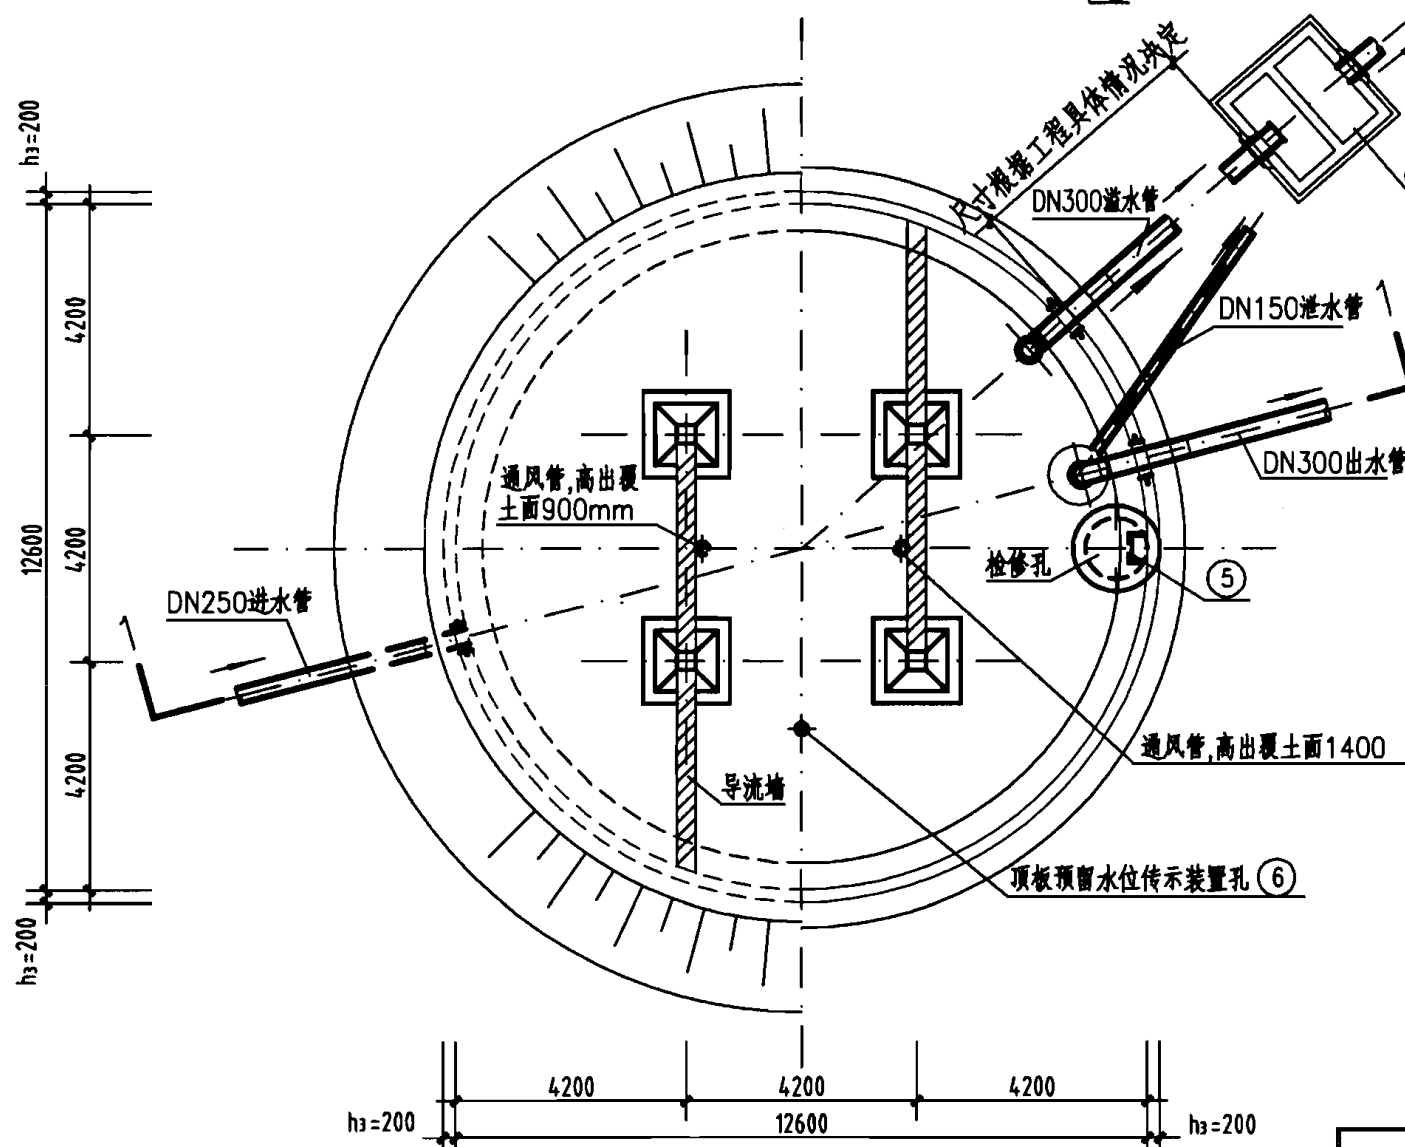 尺寸根据工程具体情况决定
h₃=200
DN300溢水管
DN150泄水管
1
4200
通风管,高出覆
土面900mm
DN300出水管
12600
4200
检修孔
5
DN250进水管
1
4200
通风管,高出覆土面1400
导流墙
顶板预留水位传示装置孔 6
h₃=200
4200 4200 4200
h₃=200 12600 h₃=200